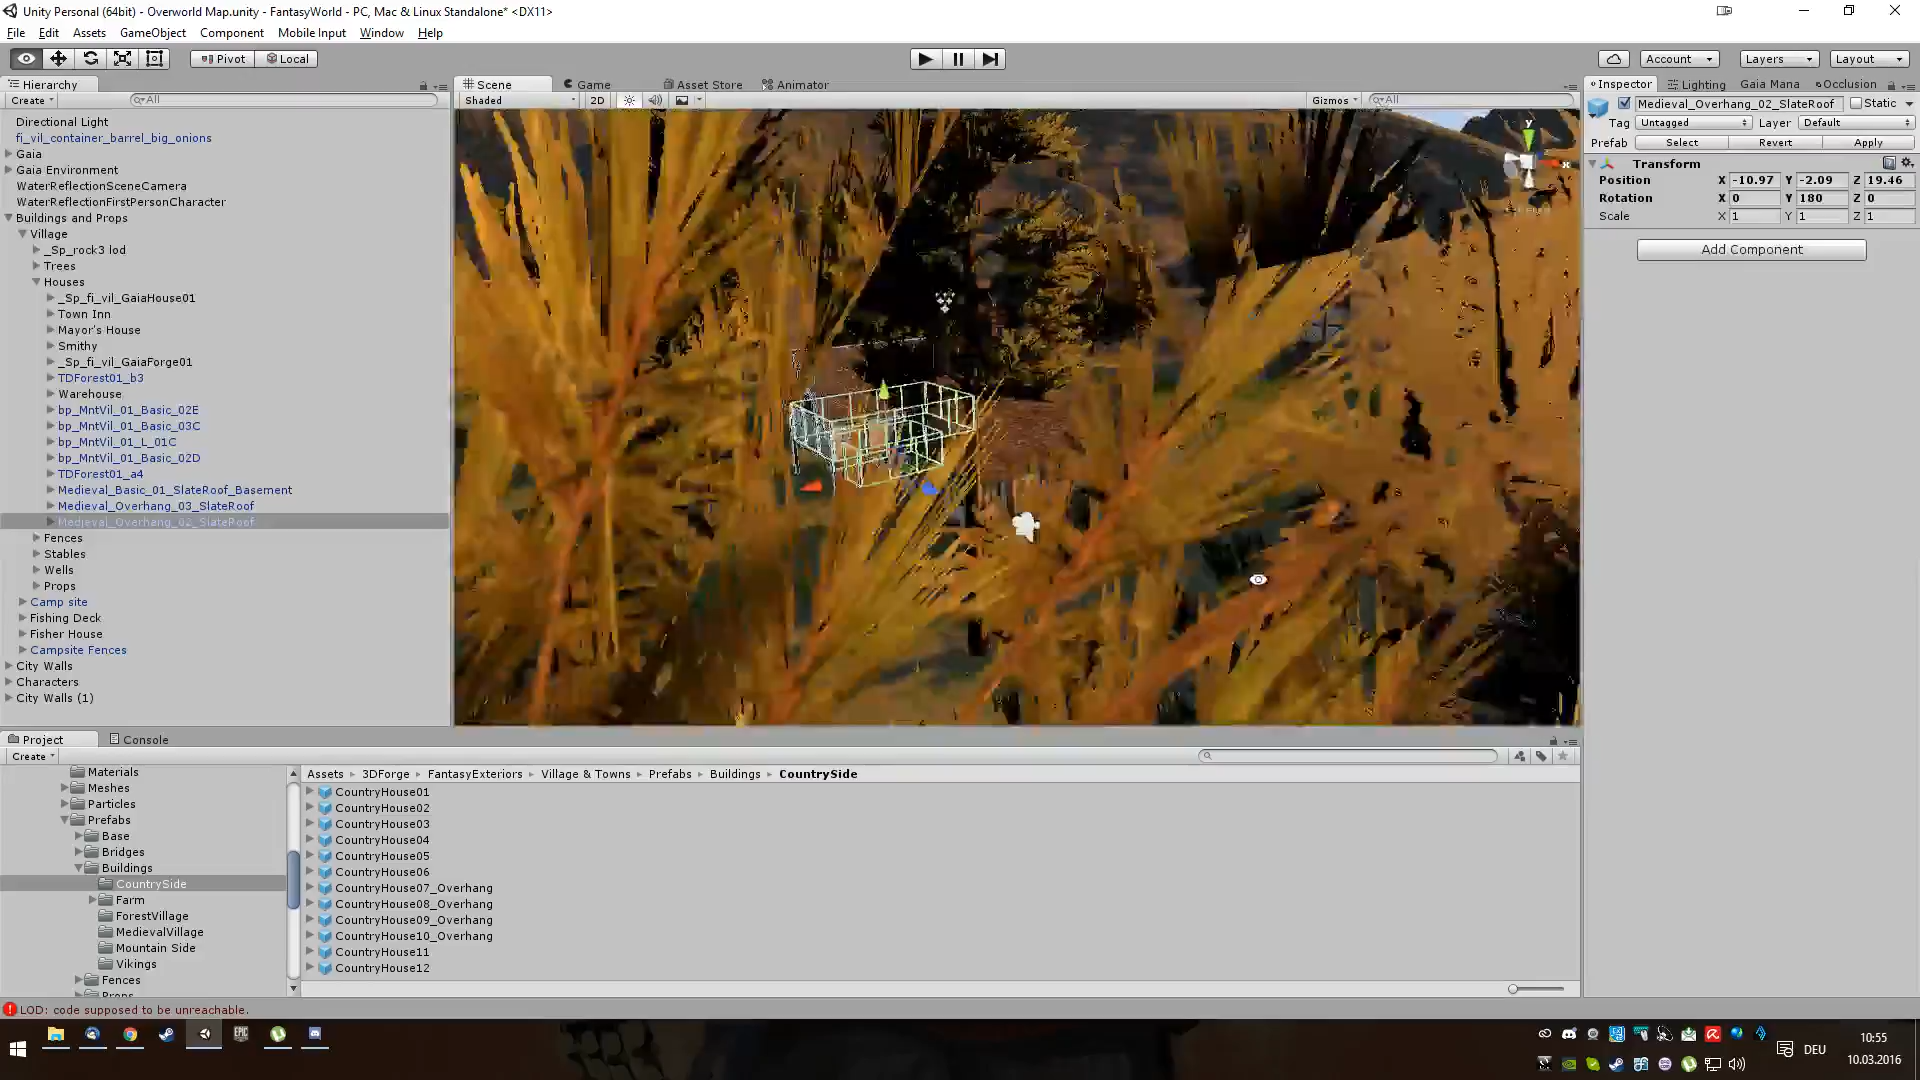 Unity Personal (64bit) - Overworld Map.unity - FantasyWorld - PC, Mac & Linux Standalone* <DX11>
File Edit Assets GameObject Component Mobile Input Window Help
Pivot Local Account Layers Layout
Hierarchy
Create All
Directional Light
fi_vil_container_barrel_big_onions
Gaia
Gaia Environment
WaterReflectionSceneCamera
WaterReflectionFirstPersonCharacter
Buildings and Props
Village
_Sp_rock3 lod
Trees
Houses
_Sp_fi_vil_GaiaHouse01
Town Inn
Mayor's House
Smithy
_Sp_fi_vil_GaiaForge01
TDForest01_b3
Warehouse
bp_MntVil_01_Basic_02E
bp_MntVil_01_Basic_03C
bp_MntVil_01_L_01C
bp_MntVil_01_Basic_02D
TDForest01_a4
Medieval_Basic_01_SlateRoof_Basement
Medieval_Overhang_03_SlateRoof
Medieval_Overhang_02_SlateRoof
Fences
Stables
Wells
Props
Camp site
Fishing Deck
Fisher House
Campsite Fences
City Walls
Characters
City Walls (1)
Scene Game Asset Store Animator
Shaded 2D Gizmos All
y
x
Inspector Lighting Gaia Mana Occlusion
Medieval_Overhang_02_SlateRoof Static
Tag Untagged Layer Default
Prefab Select Revert Apply
Transform
Position X -10.97 Y -2.09 Z 19.46
Rotation X 0 Y 180 Z 0
Scale X 1 Y 1 Z 1
Add Component
Project Console
Create
Materials
Meshes
Particles
Prefabs
Base
Bridges
Buildings
CountrySide
Farm
ForestVillage
MedievalVillage
Mountain Side
Vikings
Fences
Props
Assets 3DForge FantasyExteriors Village & Towns Prefabs Buildings CountrySide
CountryHouse01
CountryHouse02
CountryHouse03
CountryHouse04
CountryHouse05
CountryHouse06
CountryHouse07_Overhang
CountryHouse08_Overhang
CountryHouse09_Overhang
CountryHouse10_Overhang
CountryHouse11
CountryHouse12
LOD: code supposed to be unreachable.
EPIC
DEU
10:55
10.03.2016